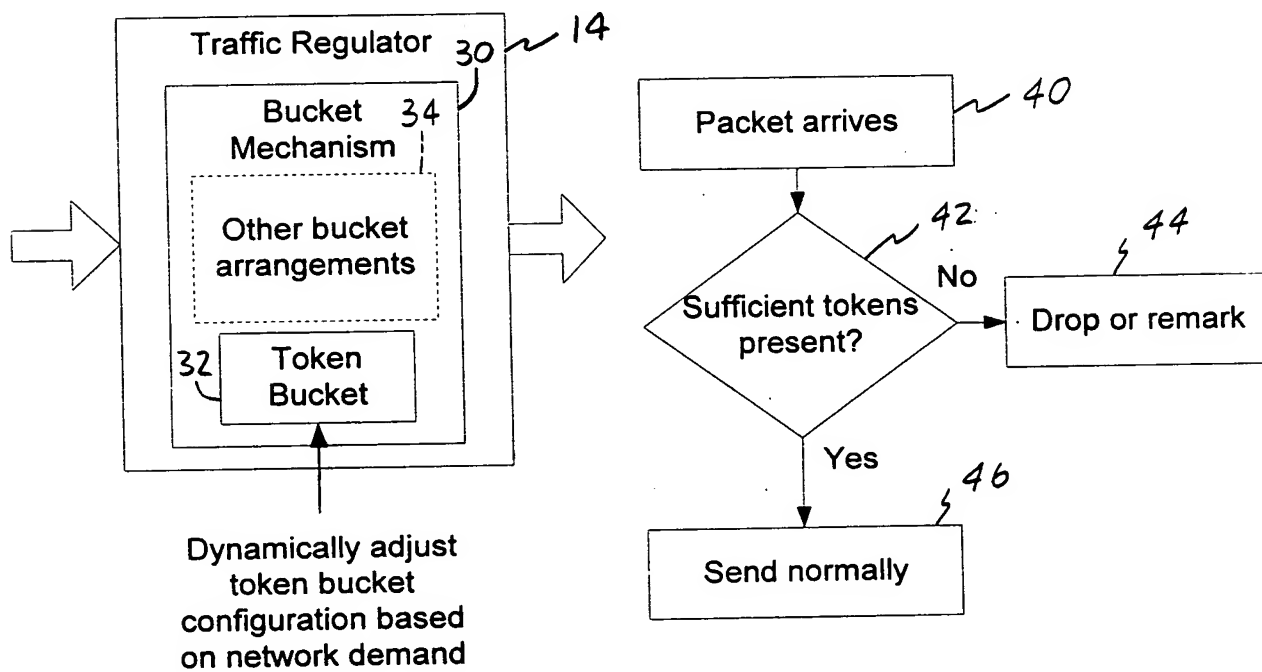 Traffic Regulator
14
30
Bucket
Mechanism
34
Other bucket
arrangements
32
Token
Bucket
Dynamically adjust
token bucket
configuration based
on network demand
Packet arrives
40
42
Sufficient tokens
present?
No
44
Drop or remark
Yes
46
Send normally